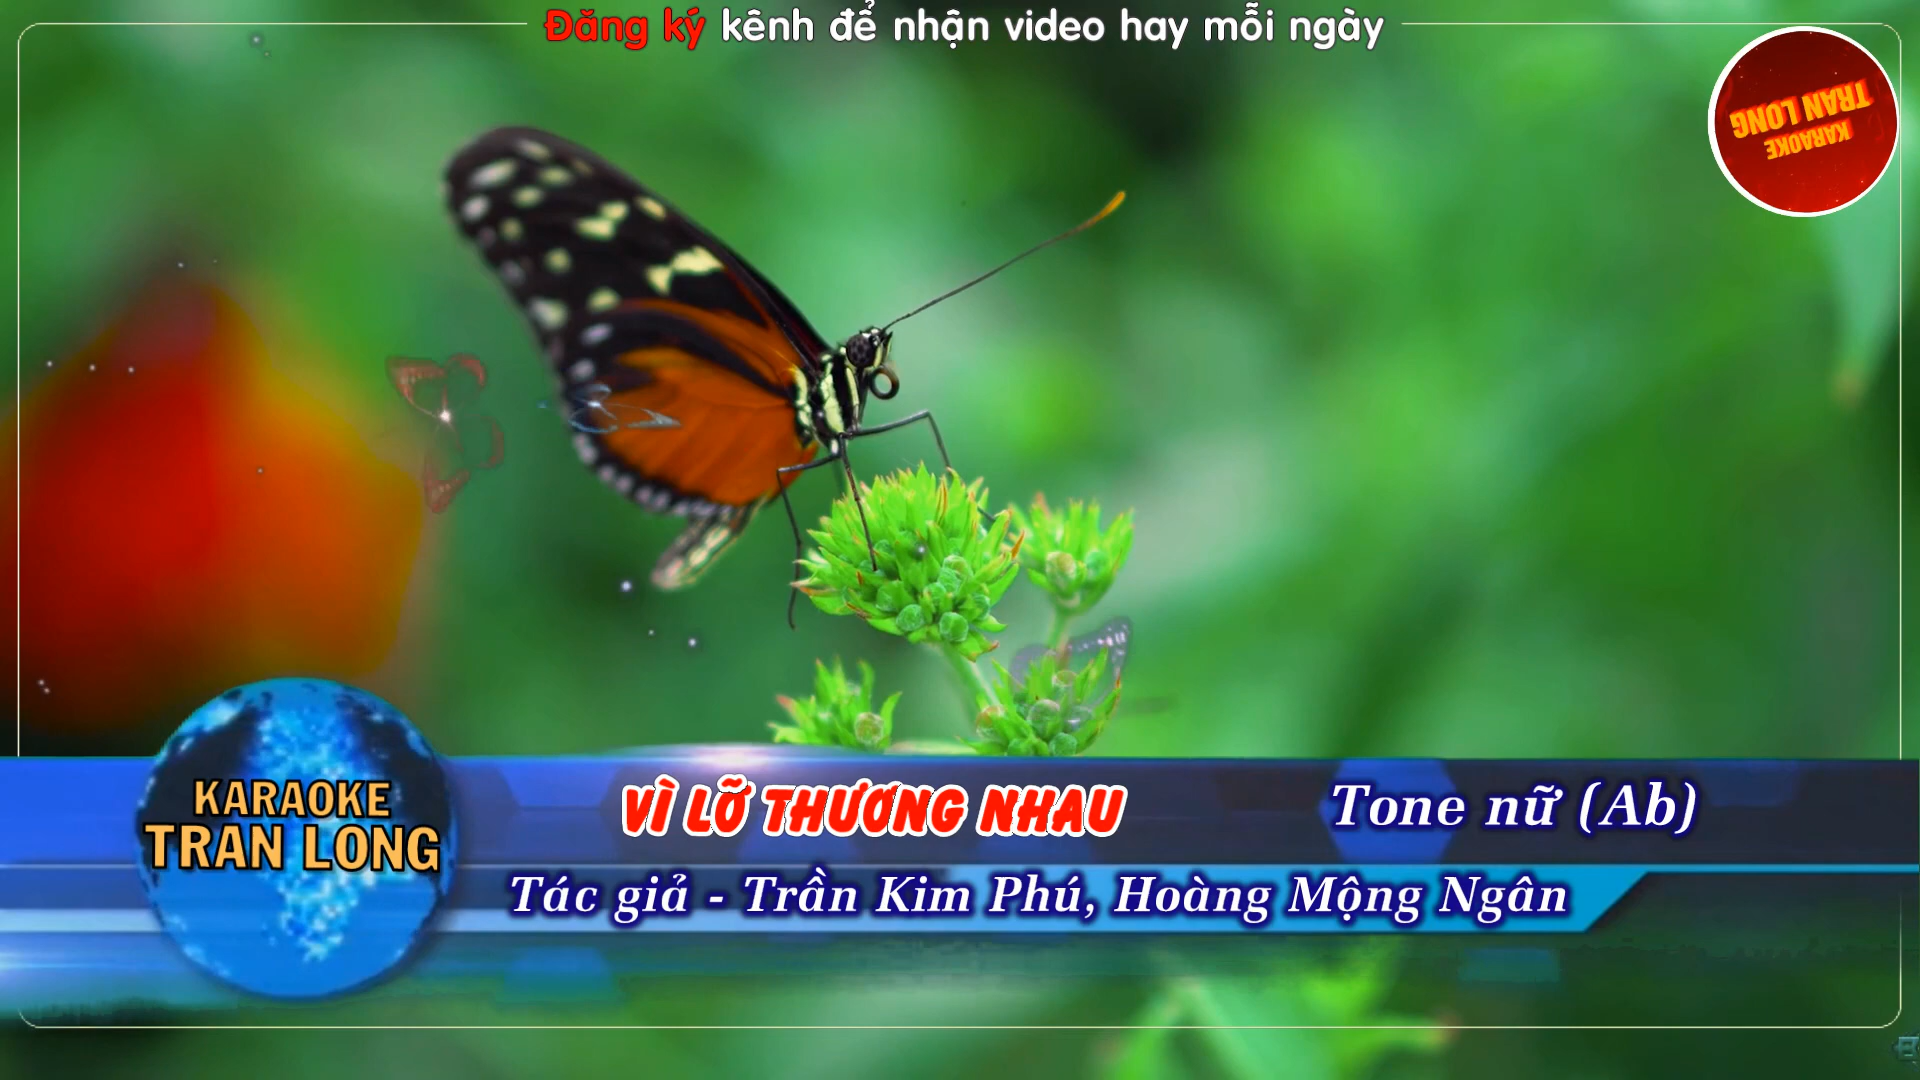 Đăng ký kênh để nhận video hay mỗi ngày
KARAOKE
TRAN LONG
KARAOKE
TRAN LONG
VÌ LỠ THƯƠNG NHAU
Tone nữ (Ab)
Tác giả - Trần Kim Phú, Hoàng Mộng Ngân